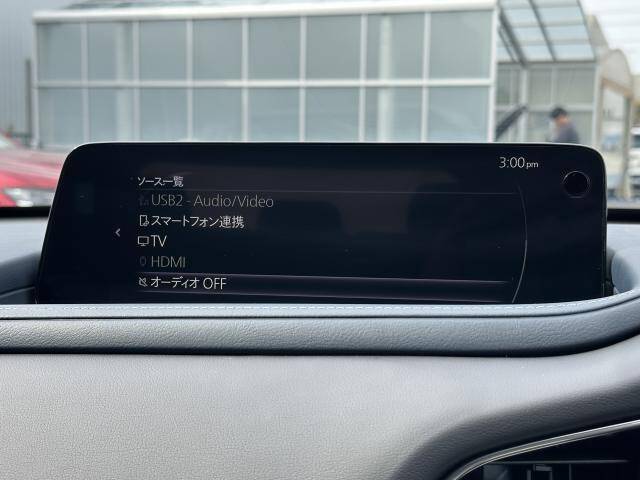 3:00pm
ソース一覧
USB2 - Audio/Video
スマートフォン連携
TV
HDMI
オーディオ OFF